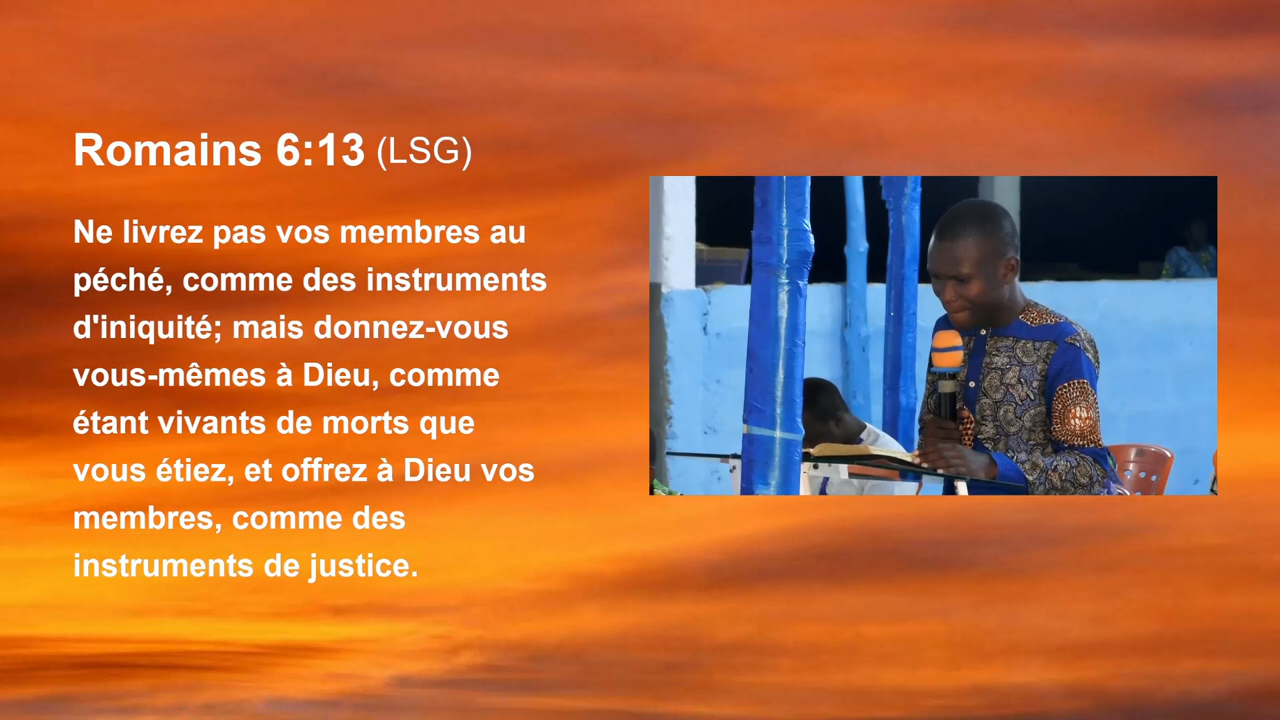 Romains 6:13 (LSG)
Ne livrez pas vos membres au
péché, comme des instruments
d'iniquité; mais donnez-vous
vous-mêmes à Dieu, comme
étant vivants de morts que
vous étiez, et offrez à Dieu vos
membres, comme des
instruments de justice.